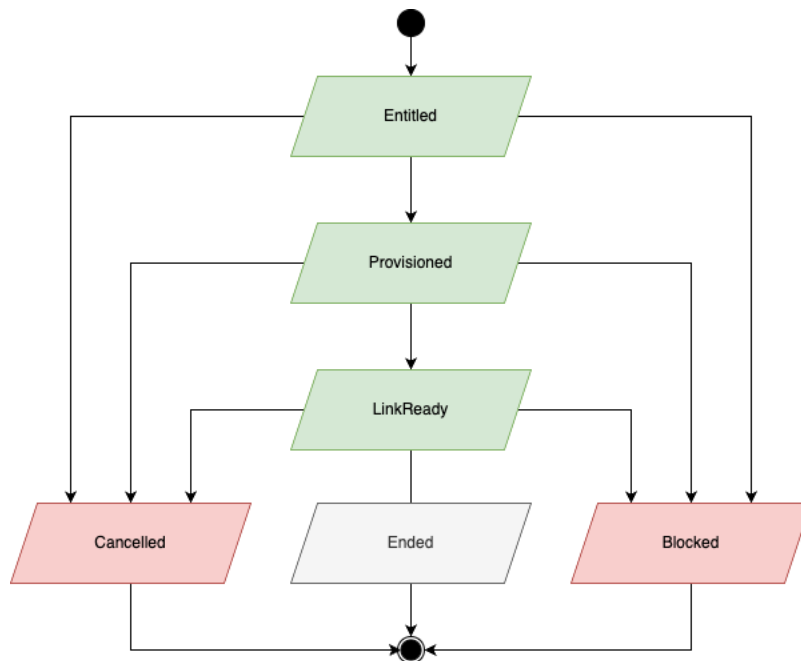 Entitled
Provisioned
LinkReady
Cancelled
Ended
Blocked